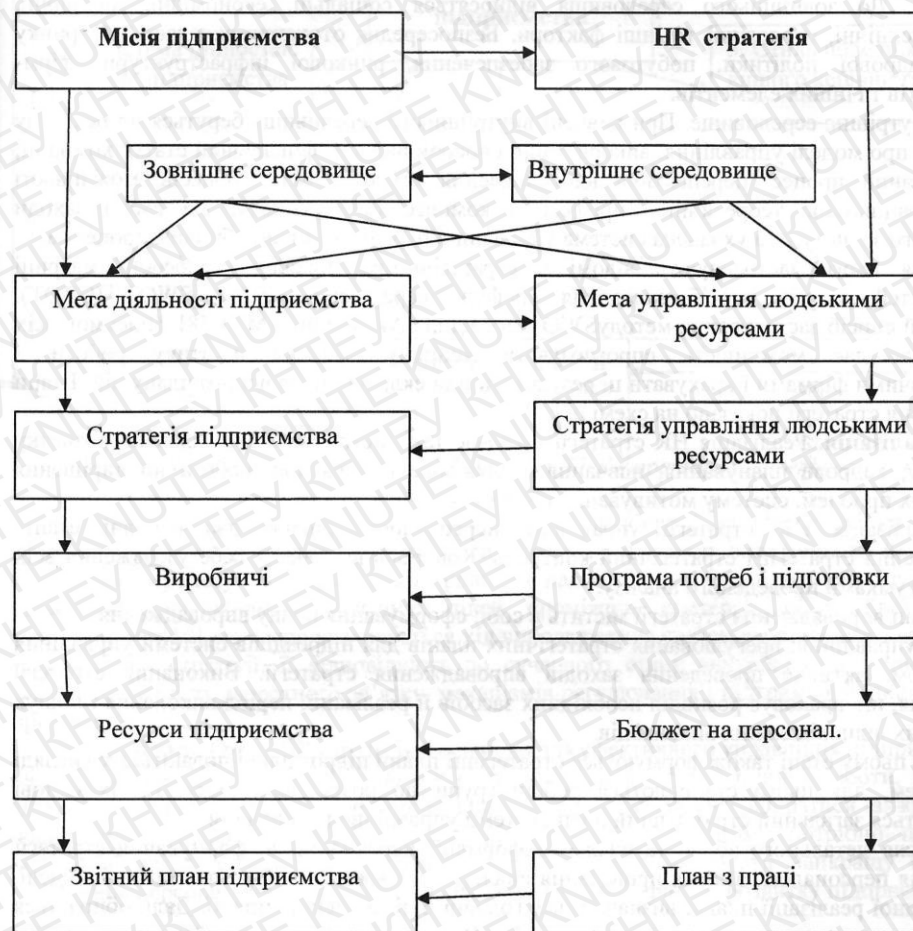 Місія підприємства
HR стратегія
Зовнішнє середовище
Внутрішнє середовище
Мета діяльності підприємства
Мета управління людськими
ресурсами
Стратегія підприємства
Стратегія управління людськими
ресурсами
Виробничі
Програма потреб і підготовки
Ресурси підприємства
Бюджет на персонал.
Звітний план підприємства
План з праці